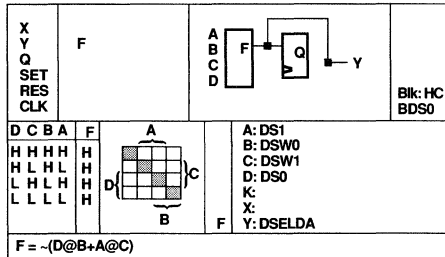 X
Y
Q
SET
RES
CLK
F
A
B
C
D
F
Q
Y
Blk: HC
BDS0
D C B A F
H H H H H
H L H L H
L H L H H
L L L L H
A
D
C
B
F
A: DS1
B: DSW0
C: DSW1
D: DS0
K:
X:
Y: DSELDA
F = ~(D@B+A@C)